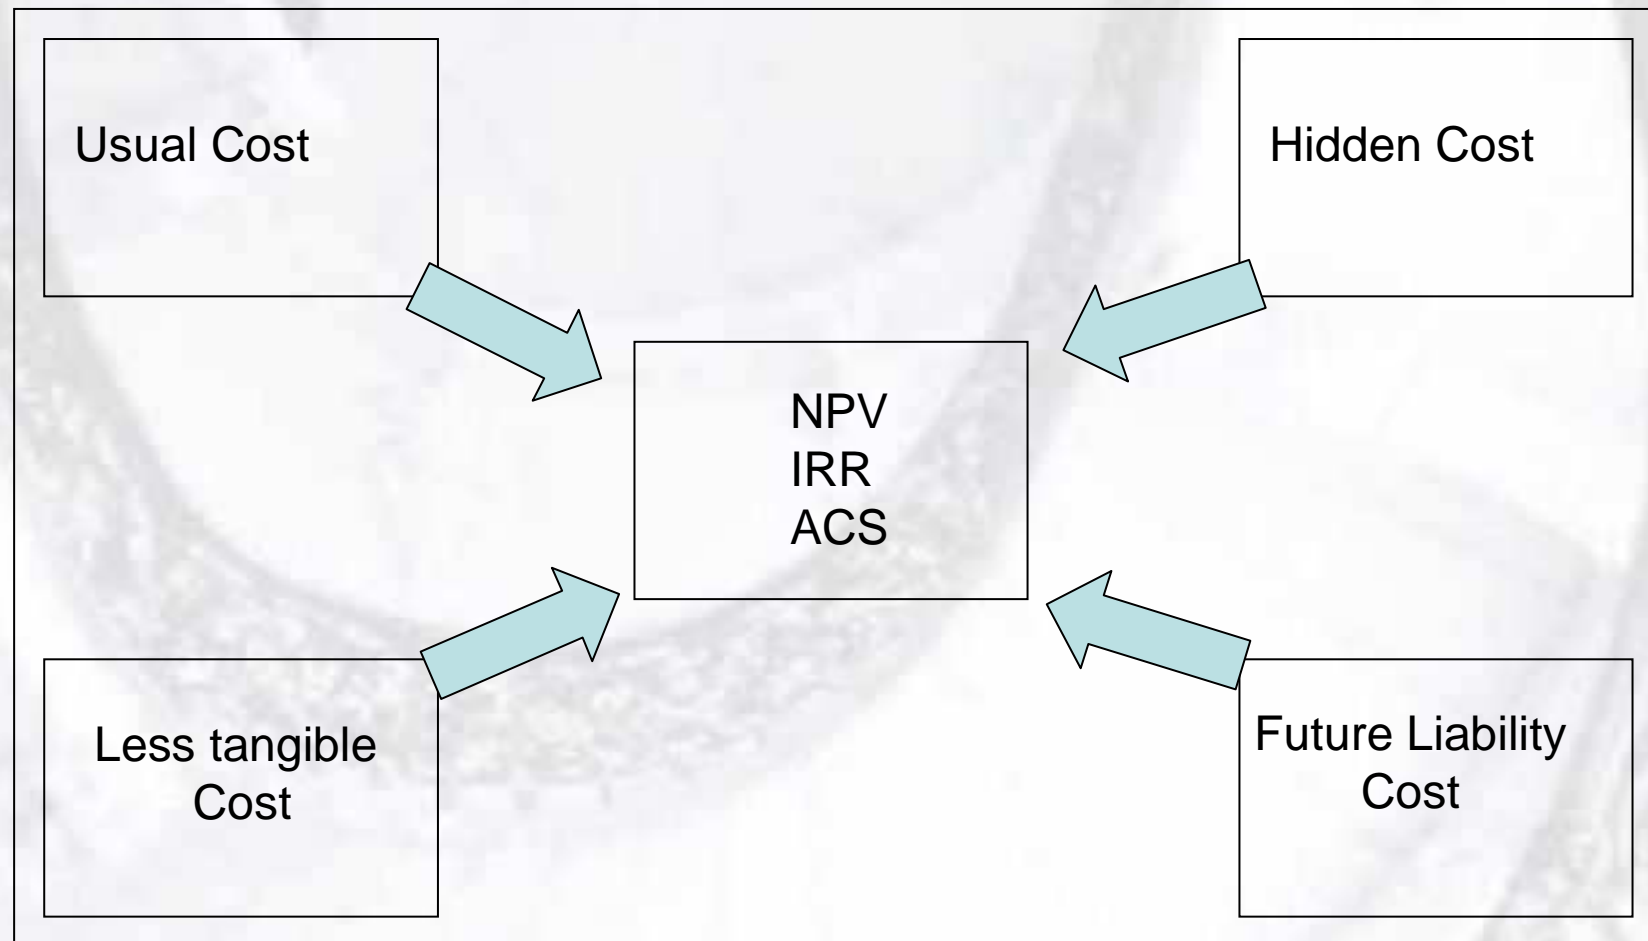 Usual Cost
Hidden Cost
NPV
IRR
ACS
Less tangible
Cost
Future Liability
Cost